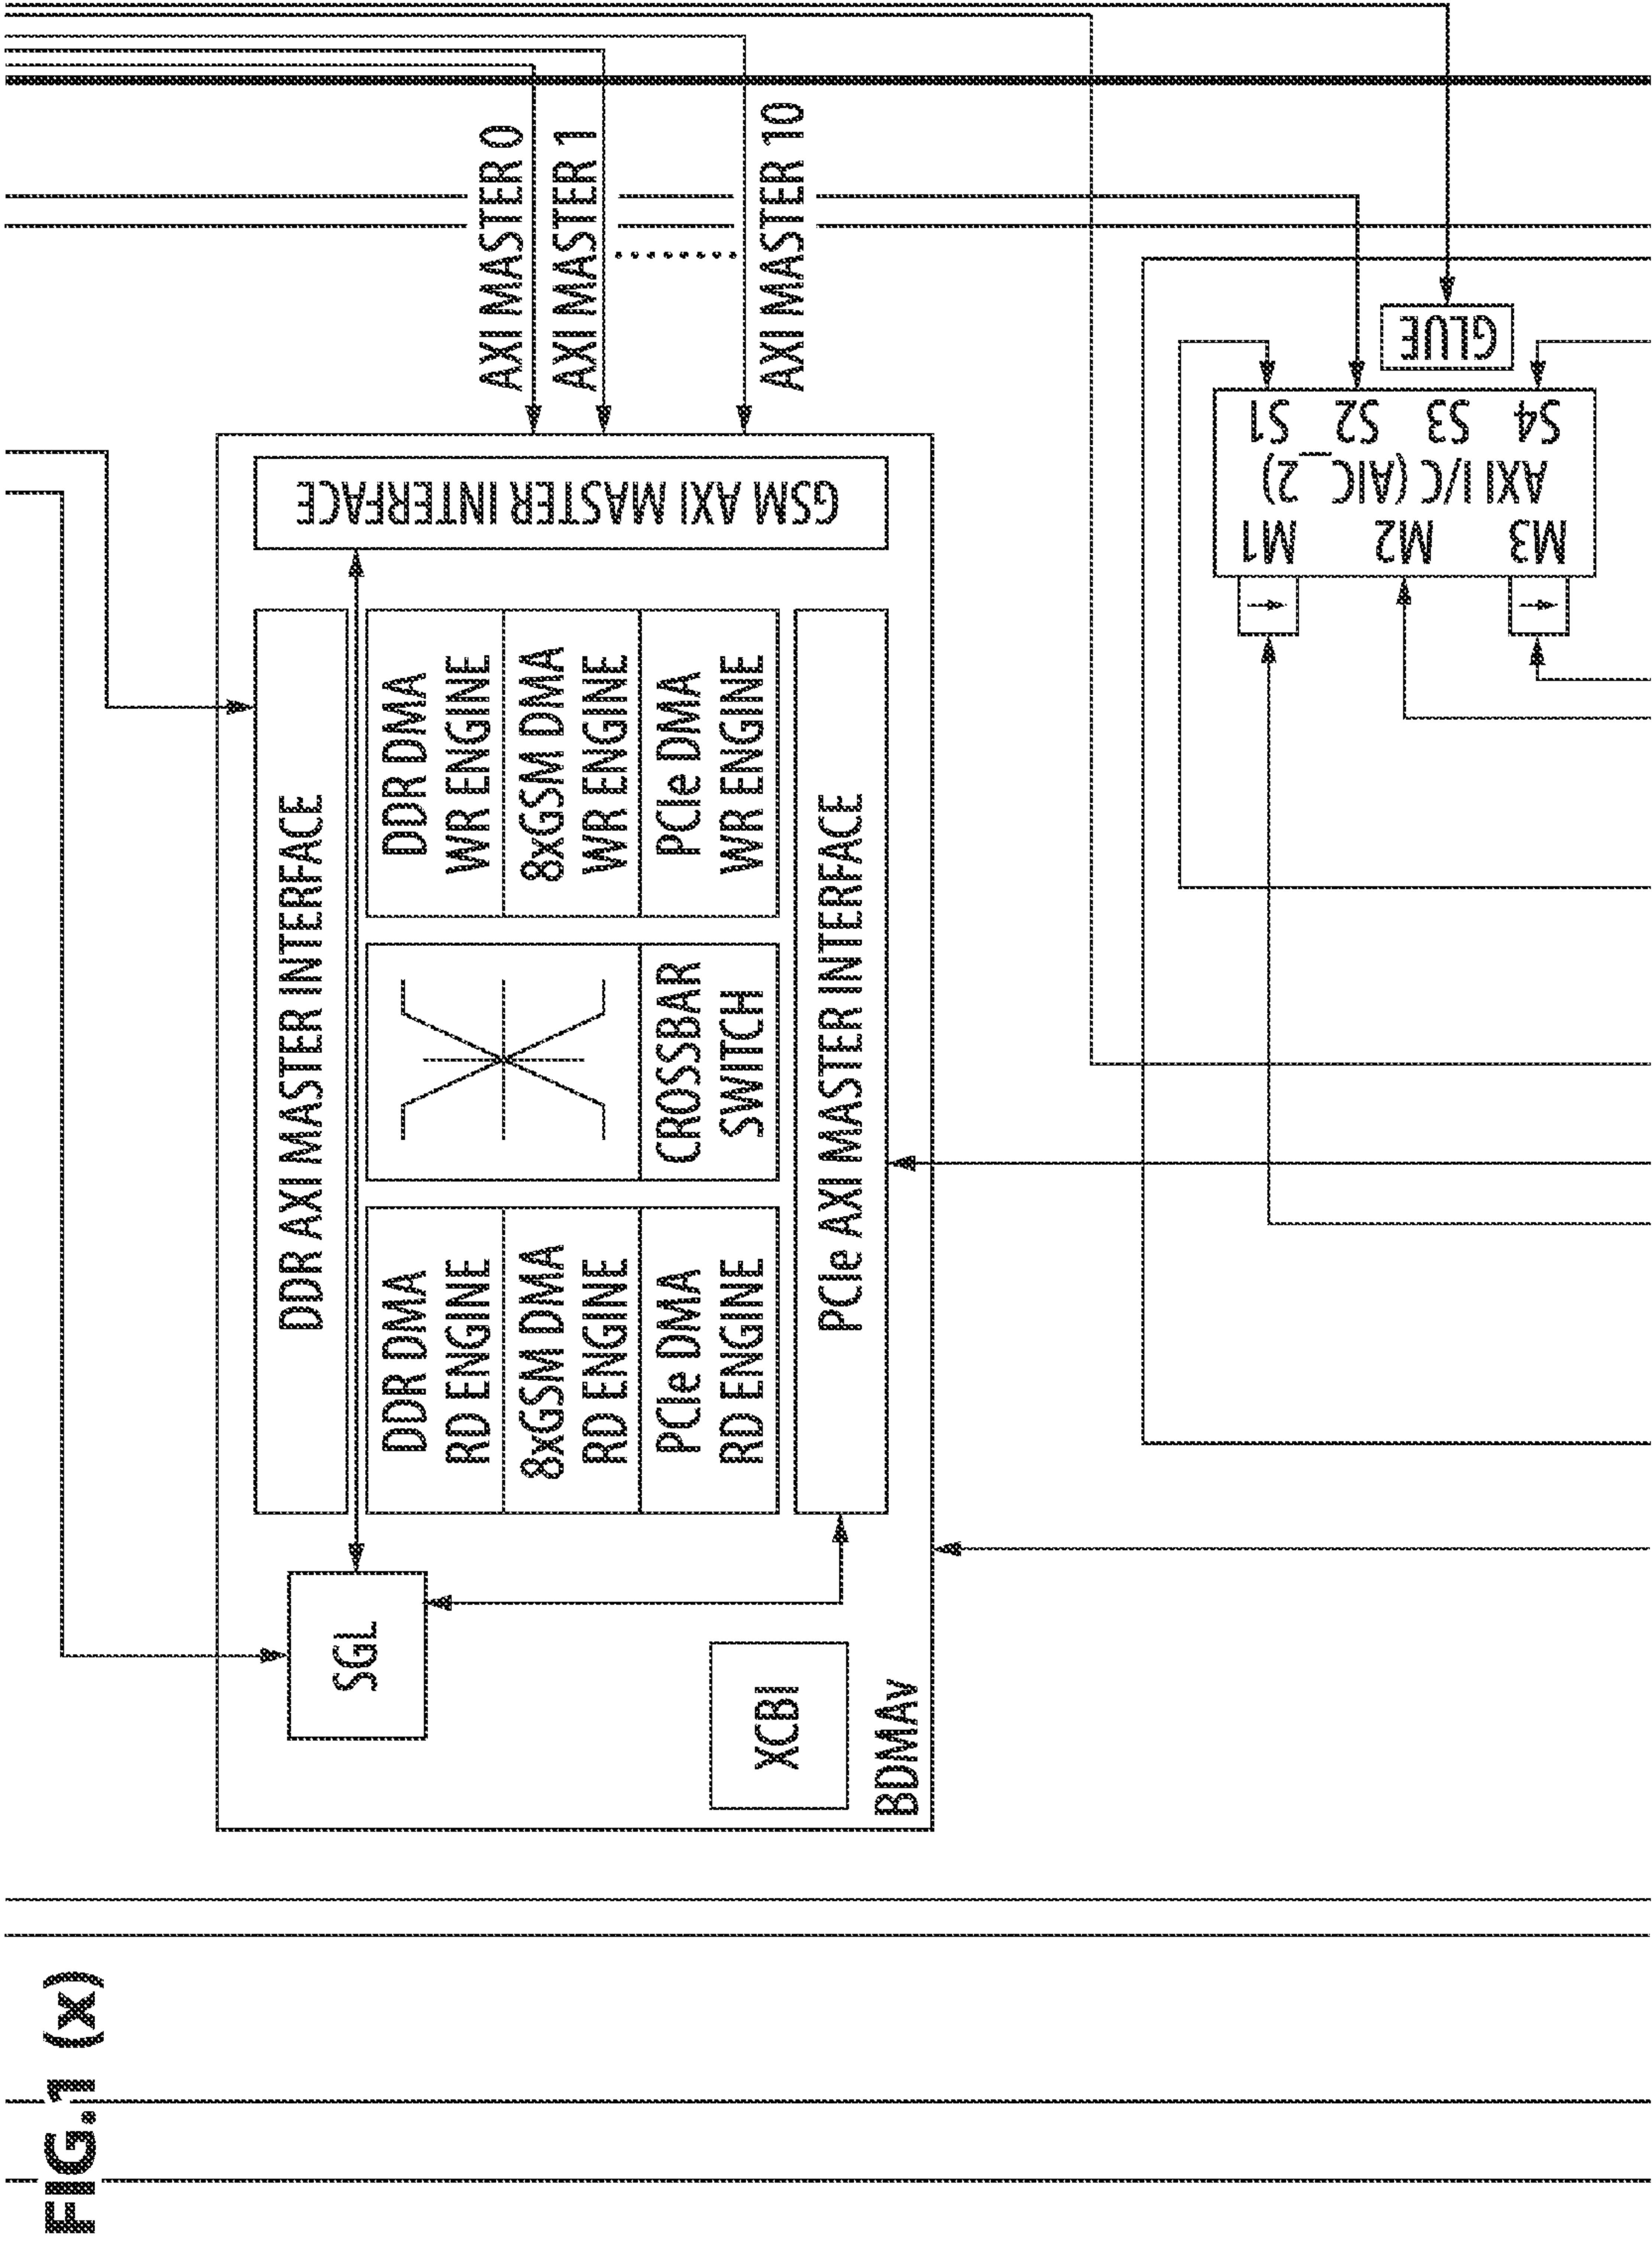 FIG.1 (x)
AXI MASTER 0
AXI MASTER 1
AXI MASTER 10
GSM AXI MASTER INTERFACE
DDR AXI MASTER INTERFACE
DDR DMA
WR ENGINE
8xGSM DMA
WR ENGINE
PCIe DMA
WR ENGINE
CROSSBAR
SWITCH
DDR DMA
RD ENGINE
8xGSM DMA
RD ENGINE
PCIe DMA
RD ENGINE
PCIe AXI MASTER INTERFACE
SGL
XCBI
BDMAv
GLUE
M1 M2 M3
AXI I/C (AIC_2)
S1 S2 S3 S4